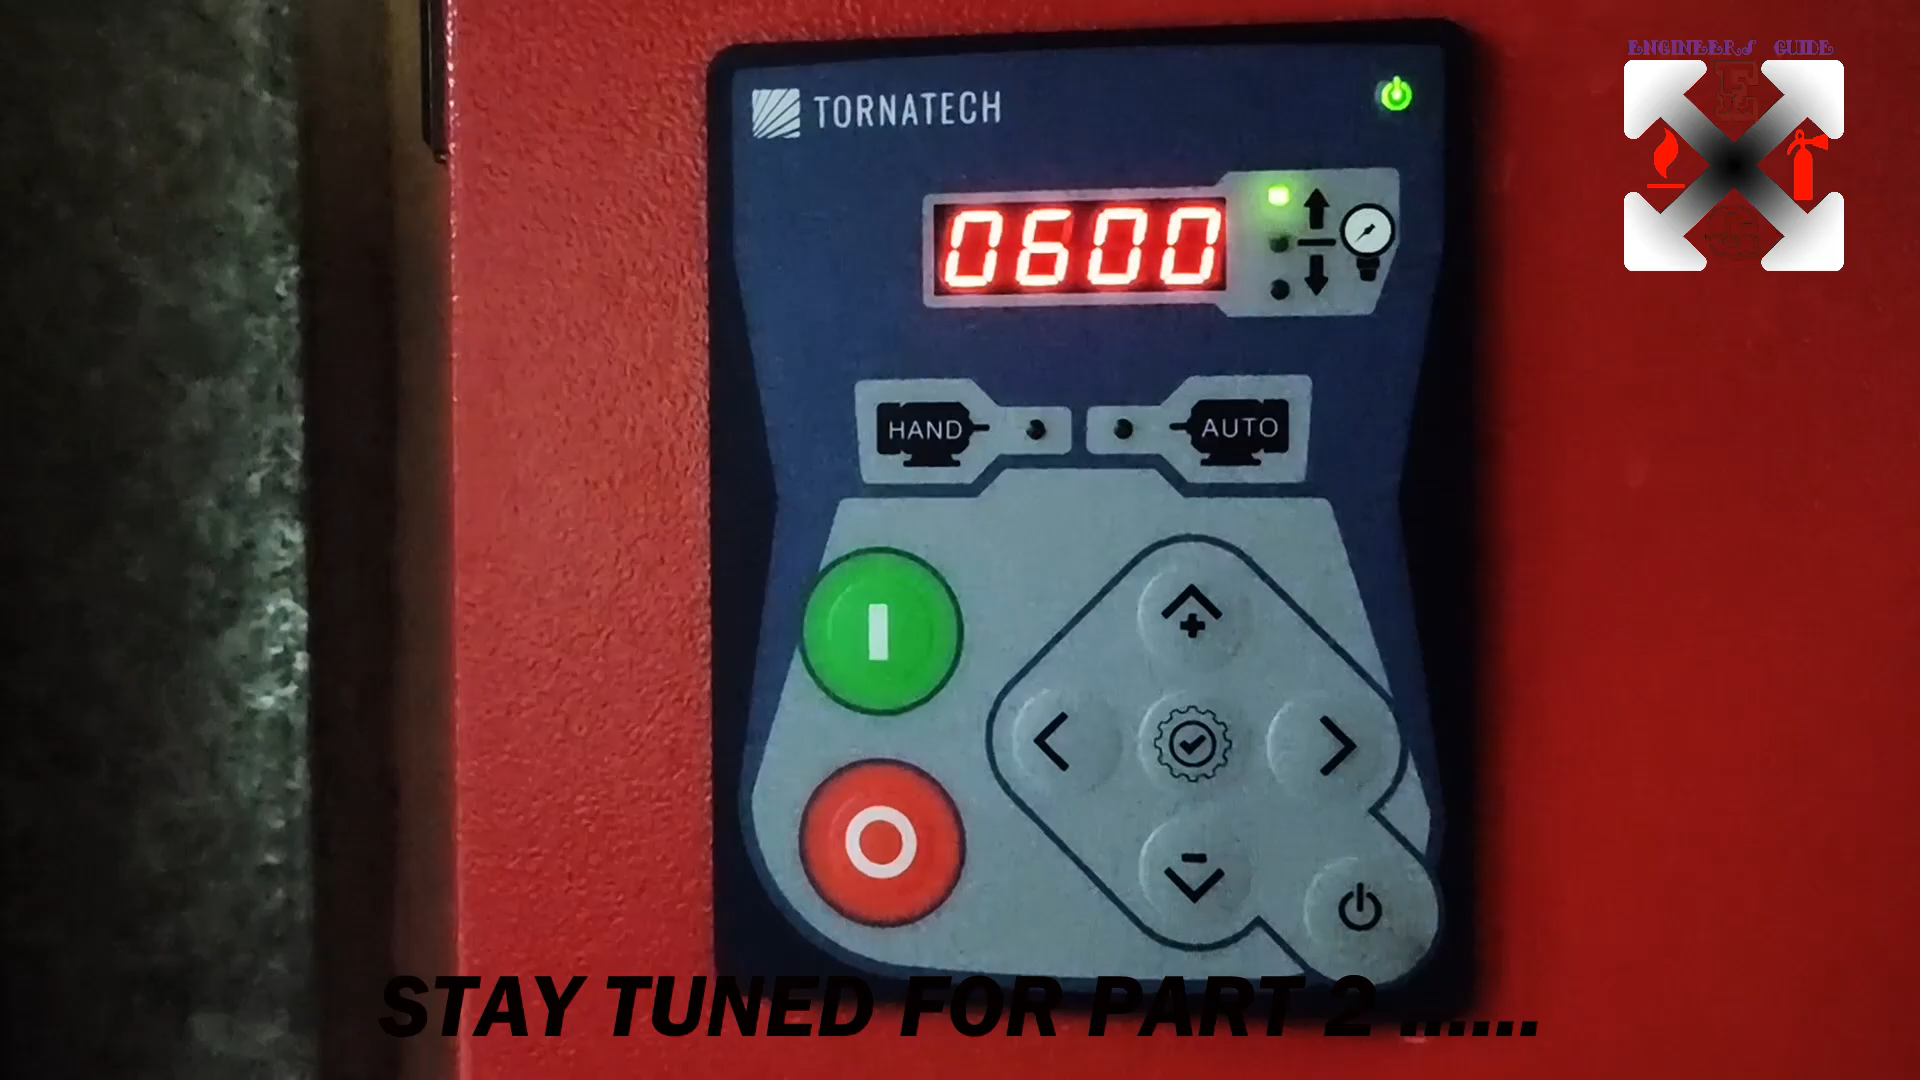 ENGINEERS GUIDE
TORNATECH
0600
HAND
AUTO
STAY TUNED FOR PART 2 ......